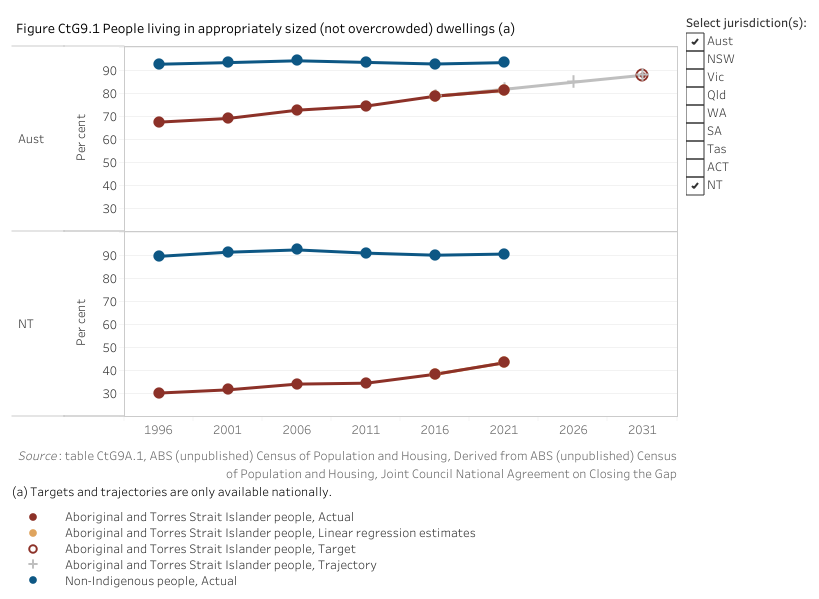 Figure CtG9.1 People living in appropriately sized (not overcrowded) dwellings (a)
Select jurisdiction(s):
Aust
NSW
Vic
Qld
WA
SA
Tas
ACT
NT
Aust
Per cent
90
80
70
60
50
40
30
NT
Per cent
90
80
70
60
50
40
30
1996 2001 2006 2011 2016 2021 2026 2031
Source: table CtG9A.1, ABS (unpublished) Census of Population and Housing, Derived from ABS (unpublished) Census
of Population and Housing, Joint Council National Agreement on Closing the Gap
(a) Targets and trajectories are only available nationally.
Aboriginal and Torres Strait Islander people, Actual
Aboriginal and Torres Strait Islander people, Linear regression estimates
Aboriginal and Torres Strait Islander people, Target
Aboriginal and Torres Strait Islander people, Trajectory
Non-Indigenous people, Actual